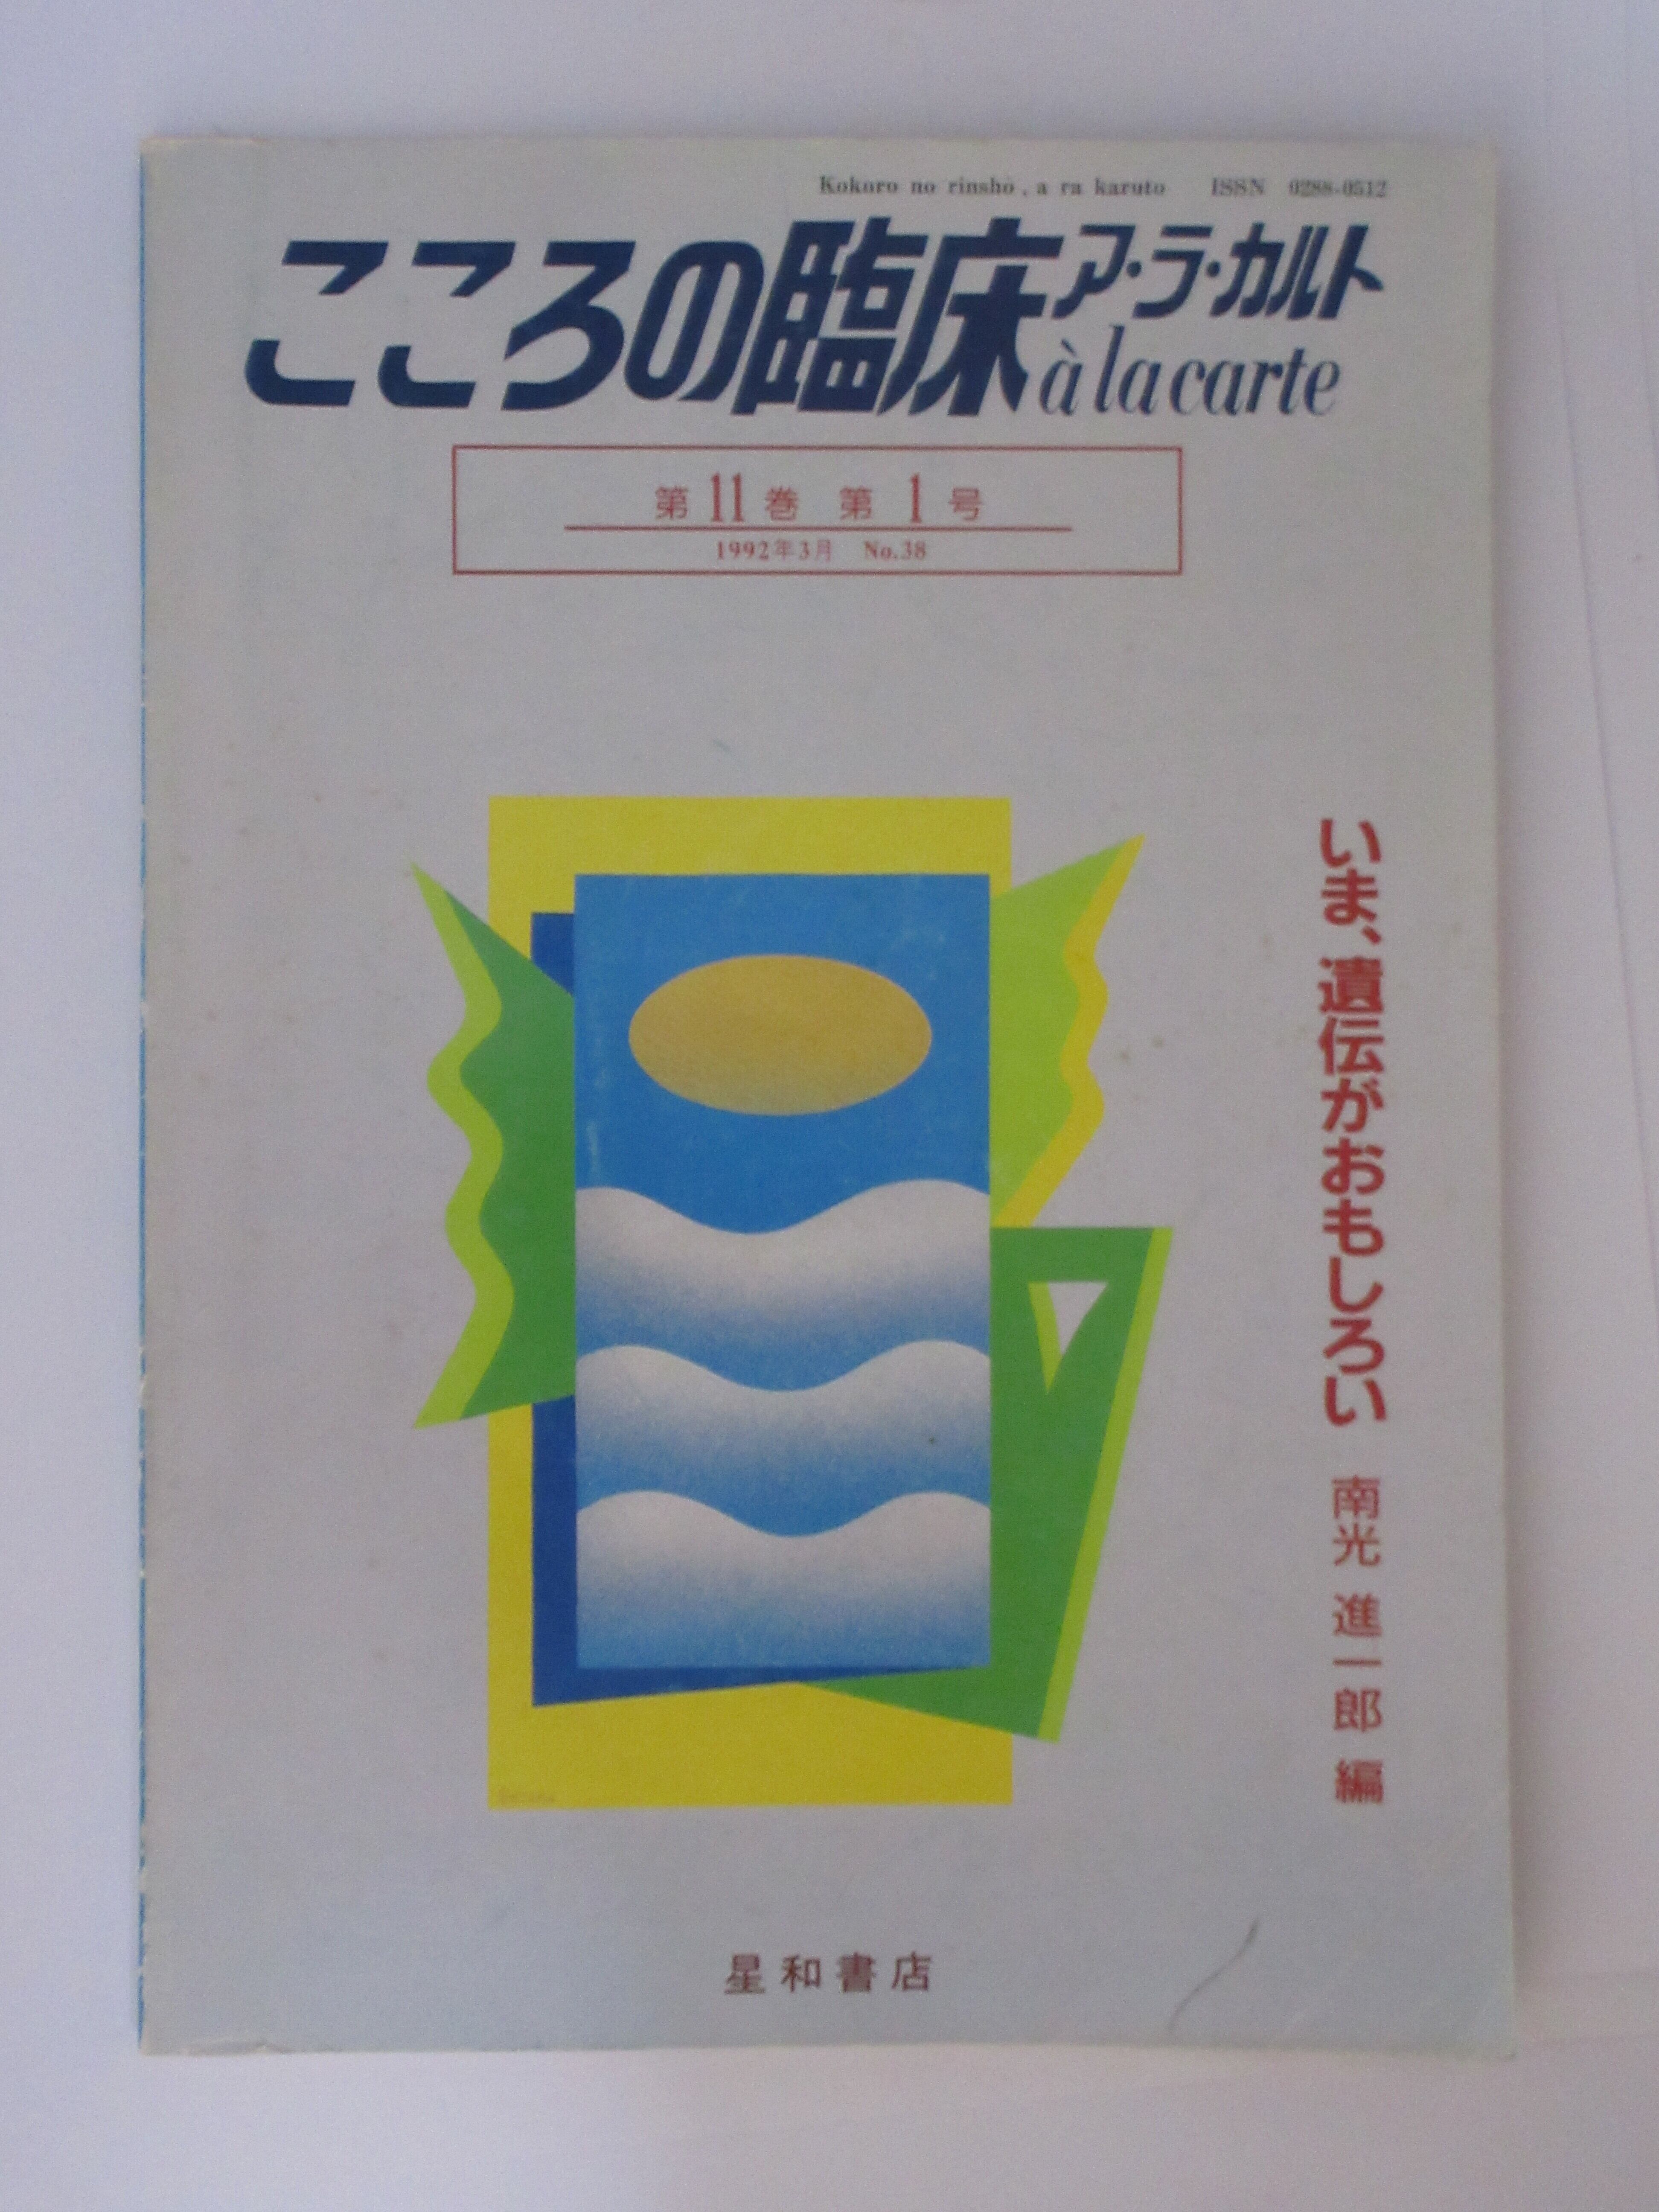 Kokoro no rinshō, a ra karuto ISSN 0288-0512
こころの臨床ア・ラ・カルト
à la carte
第11巻 第1号
1992年3月 No.38
いま、遺伝がおもしろい 南光 進一郎 編
星和書店